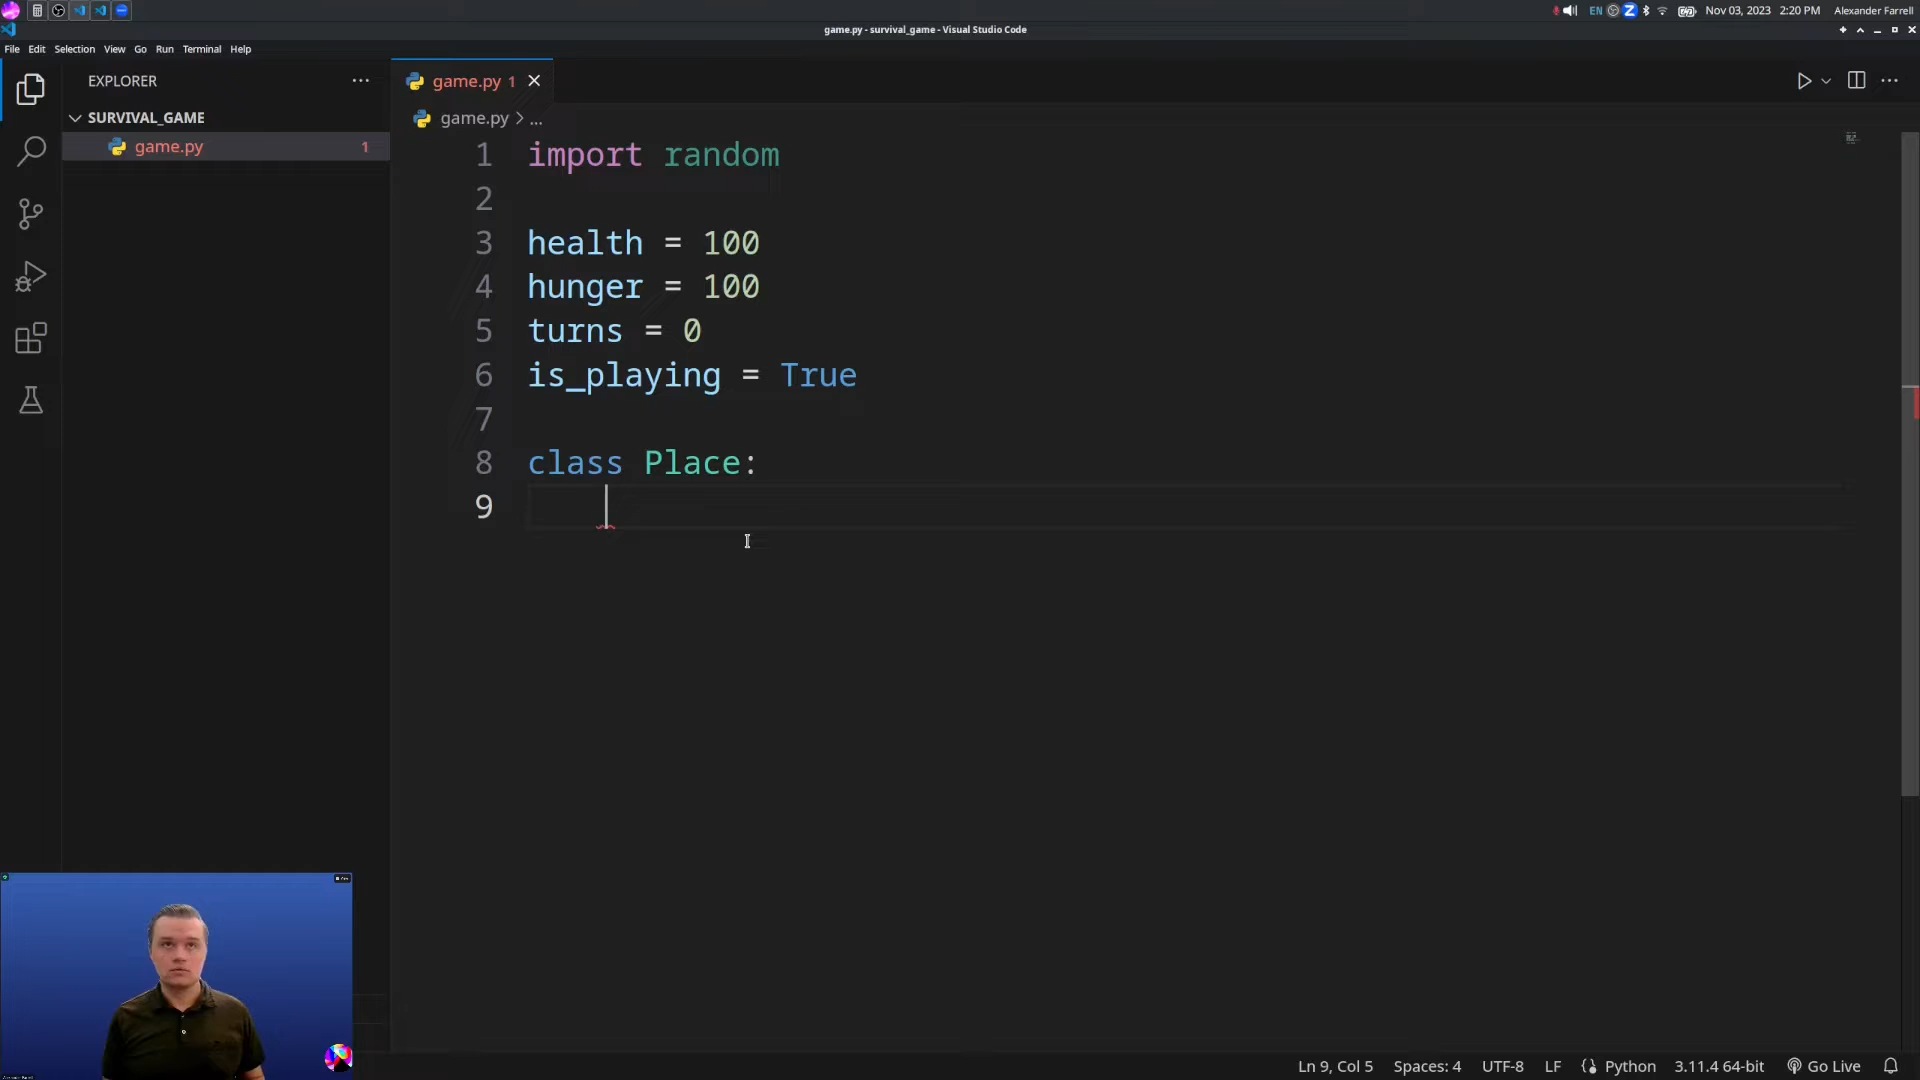 EN
Z
Nov 03, 2023 2:20 PM Alexander Farrell
game.py - survival_game - Visual Studio Code
File Edit Selection View Go Run Terminal Help
EXPLORER ...
SURVIVAL_GAME
game.py 1
game.py 1
game.py > ...
1 import random
2
3 health = 100
4 hunger = 100
5 turns = 0
6 is_playing = True
7
8 class Place:
9
Ln 9, Col 5 Spaces: 4 UTF-8 LF Python 3.11.4 64-bit Go Live